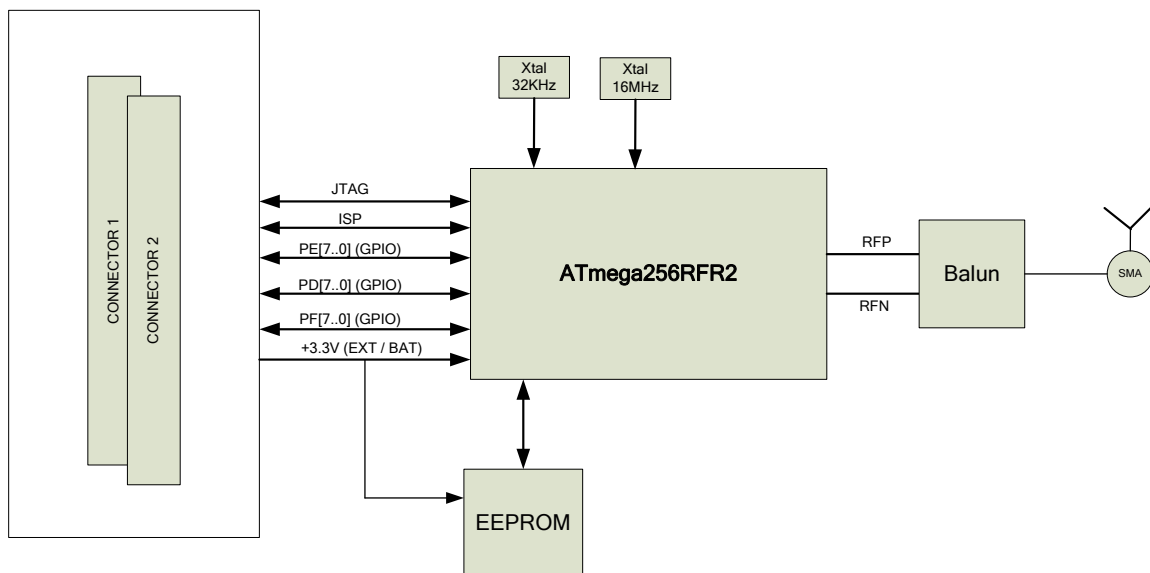 Xtal
32KHz
Xtal
16MHz
CONNECTOR 1
CONNECTOR 2
JTAG
ISP
PE[7..0] (GPIO)
PD[7..0] (GPIO)
PF[7..0] (GPIO)
+3.3V (EXT / BAT)
ATmega256RFR2
RFP
RFN
Balun
SMA
EEPROM